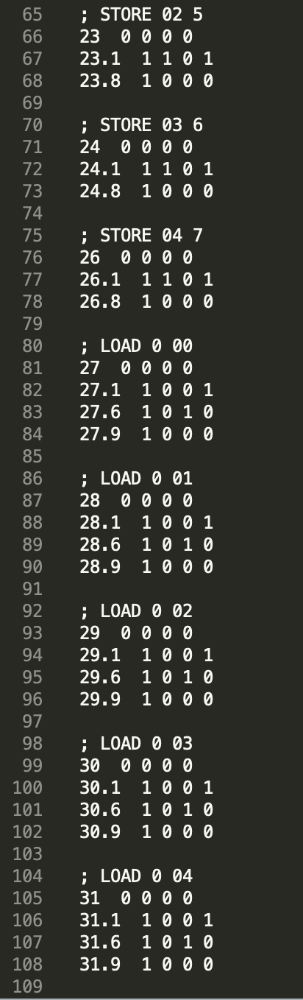 65 ; STORE 02 5
66 23 0 0 0 0
67 23.1 1 1 0 1
68 23.8 1 0 0 0
69
70 ; STORE 03 6
71 24 0 0 0 0
72 24.1 1 1 0 1
73 24.8 1 0 0 0
74
75 ; STORE 04 7
76 26 0 0 0 0
77 26.1 1 1 0 1
78 26.8 1 0 0 0
79
80 ; LOAD 0 00
81 27 0 0 0 0
82 27.1 1 0 0 1
83 27.6 1 0 1 0
84 27.9 1 0 0 0
85
86 ; LOAD 0 01
87 28 0 0 0 0
88 28.1 1 0 0 1
89 28.6 1 0 1 0
90 28.9 1 0 0 0
91
92 ; LOAD 0 02
93 29 0 0 0 0
94 29.1 1 0 0 1
95 29.6 1 0 1 0
96 29.9 1 0 0 0
97
98 ; LOAD 0 03
99 30 0 0 0 0
100 30.1 1 0 0 1
101 30.6 1 0 1 0
102 30.9 1 0 0 0
103
104 ; LOAD 0 04
105 31 0 0 0 0
106 31.1 1 0 0 1
107 31.6 1 0 1 0
108 31.9 1 0 0 0
109